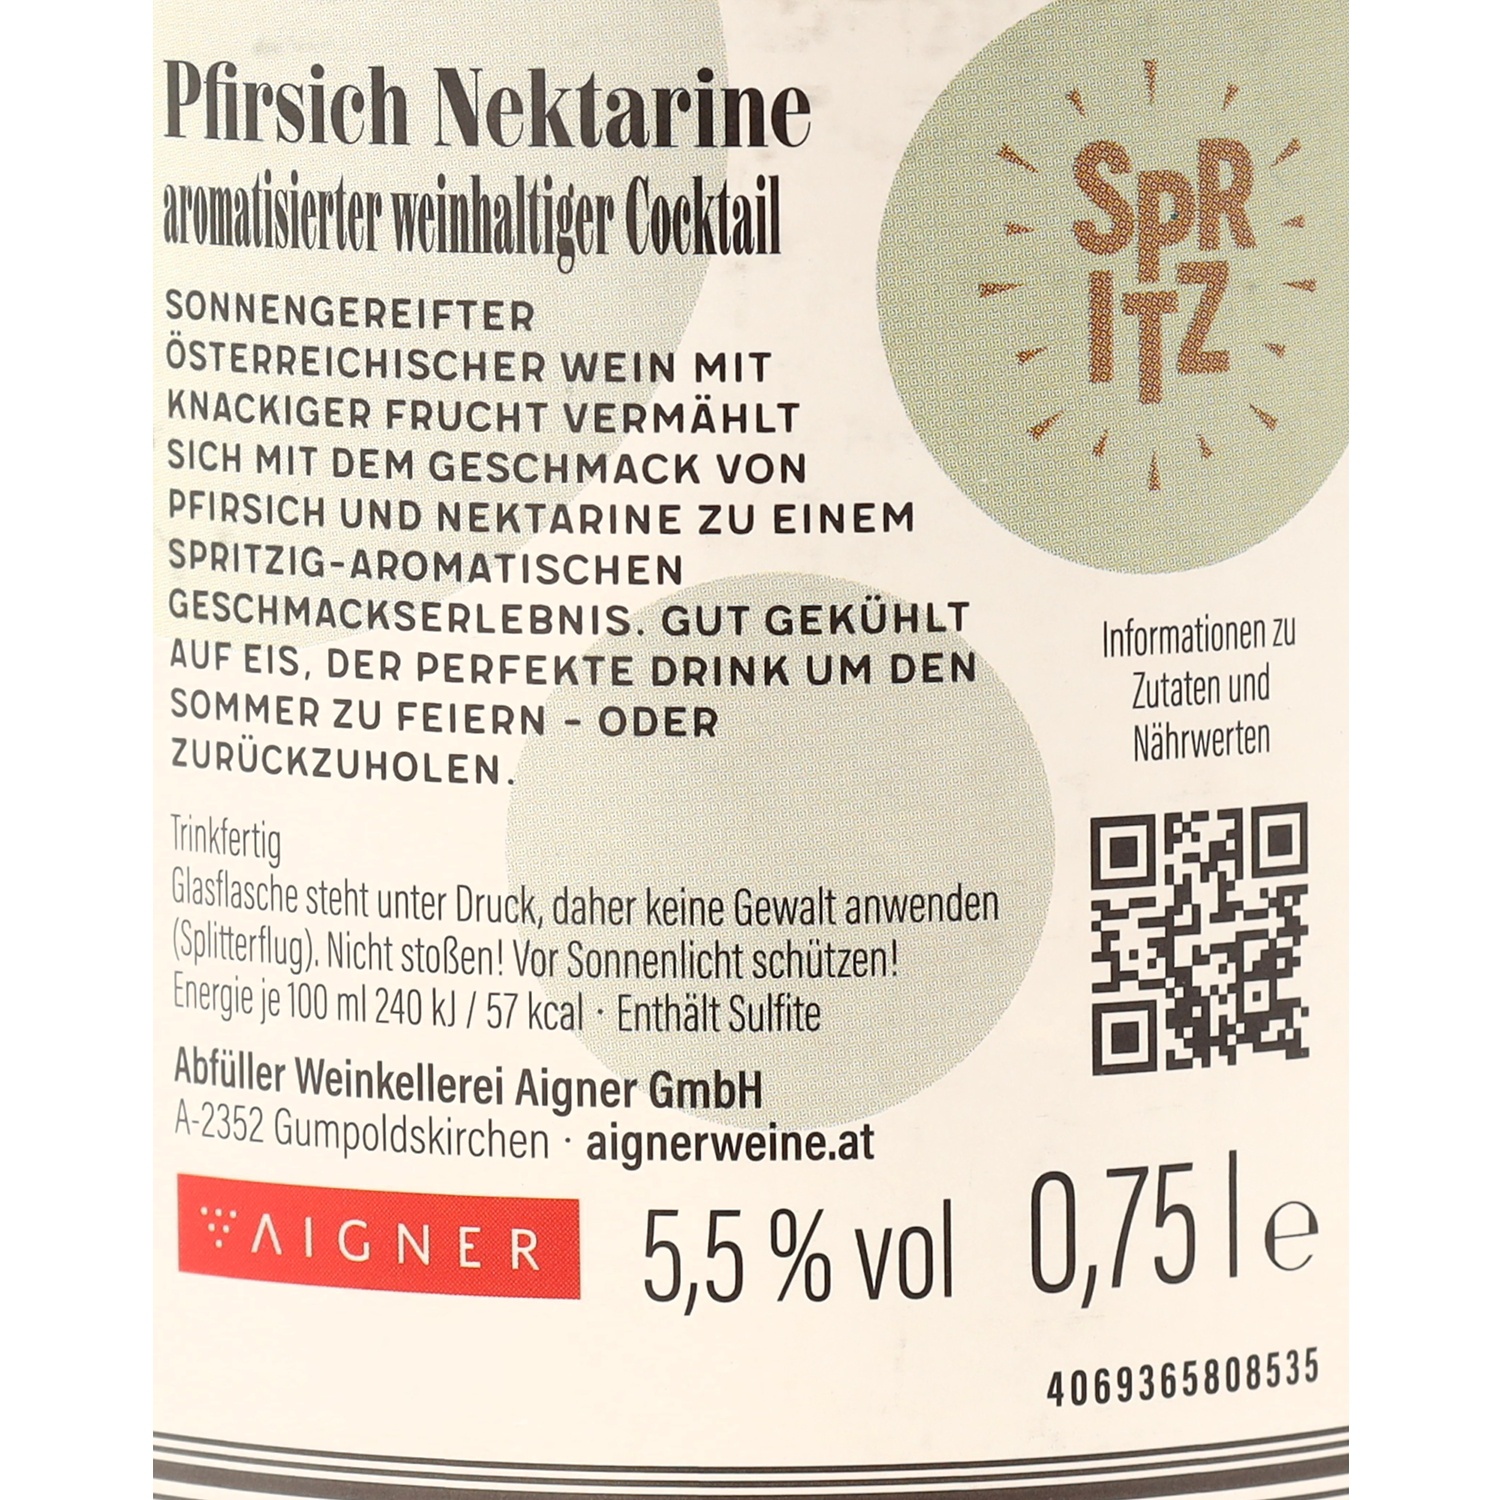 Pfirsich Nektarine
aromatisierter weinhaltiger Cocktail
SONNENGEREIFTER
ÖSTERREICHISCHER WEIN MIT
KNACKIGER FRUCHT VERMÄHLT
SICH MIT DEM GESCHMACK VON
PFIRSICH UND NEKTARINE ZU EINEM
SPRITZIG-AROMATISCHEN
GESCHMACKSERLEBNIS. GUT GEKÜHLT
AUF EIS, DER PERFEKTE DRINK UM DEN
SOMMER ZU FEIERN – ODER
ZURÜCKZUHOLEN.
Trinkfertig
Glasflasche steht unter Druck, daher keine Gewalt anwenden
(Splitterflug). Nicht stoßen! Vor Sonnenlicht schützen!
Energie je 100 ml 240 kJ / 57 kcal · Enthält Sulfite
Abfüller Weinkellerei Aigner GmbH
A-2352 Gumpoldskirchen · aignerweine.at
AIGNER
5,5 % vol
0,75 l e
SPR
ITZ
Informationen zu
Zutaten und
Nährwerten
4069365808535